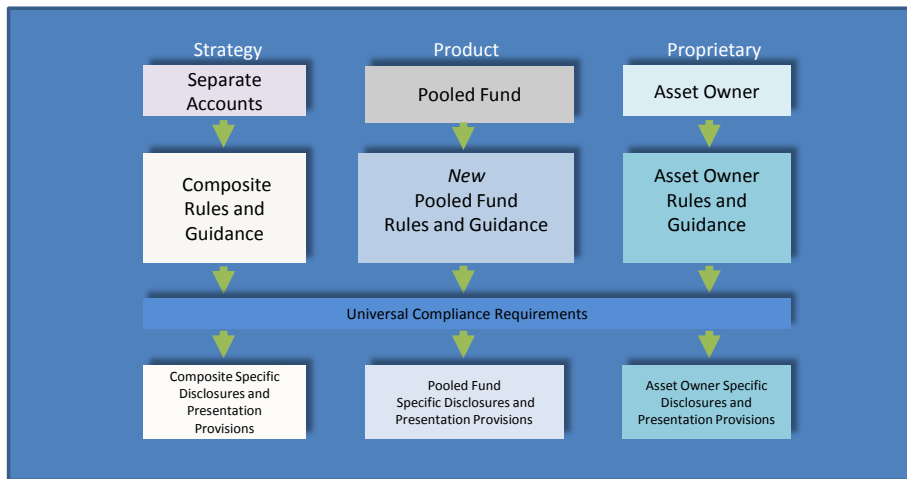 Strategy
Product
Proprietary
Separate
Accounts
Pooled Fund
Asset Owner
Composite
Rules and
Guidance
New
Pooled Fund
Rules and Guidance
Asset Owner
Rules and
Guidance
Universal Compliance Requirements
Composite Specific
Disclosures and
Presentation
Provisions
Pooled Fund
Specific Disclosures and
Presentation Provisions
Asset Owner Specific
Disclosures and
Presentation Provisions